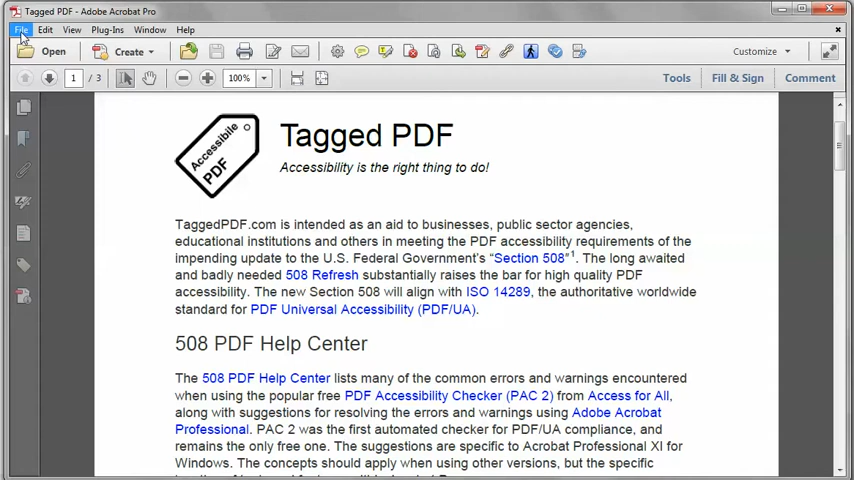 Tagged PDF - Adobe Acrobat Pro
File Edit View Plug-Ins Window Help
Open Create Customize
1 / 3 100% Tools Fill & Sign Comment
Accessibile
PDF
Tagged PDF
Accessibility is the right thing to do!
TaggedPDF.com is intended as an aid to businesses, public sector agencies,
educational institutions and others in meeting the PDF accessibility requirements of the
impending update to the U.S. Federal Government's “Section 508”1. The long awaited
and badly needed 508 Refresh substantially raises the bar for high quality PDF
accessibility. The new Section 508 will align with ISO 14289, the authoritative worldwide
standard for PDF Universal Accessibility (PDF/UA).
508 PDF Help Center
The 508 PDF Help Center lists many of the common errors and warnings encountered
when using the popular free PDF Accessibility Checker (PAC 2) from Access for All,
along with suggestions for resolving the errors and warnings using Adobe Acrobat
Professional. PAC 2 was the first automated checker for PDF/UA compliance, and
remains the only free one. The suggestions are specific to Acrobat Professional XI for
Windows. The concepts should apply when using other versions, but the specific